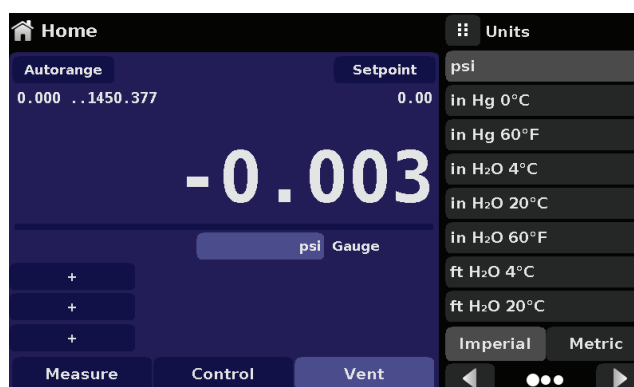 Home
Autorange
Setpoint
0.000 ..1450.377
0.00
-0.003
psi Gauge
+
+
+
Measure Control Vent
Units
psi
in Hg 0°C
in Hg 60°F
in H₂O 4°C
in H₂O 20°C
in H₂O 60°F
ft H₂O 4°C
ft H₂O 20°C
Imperial Metric